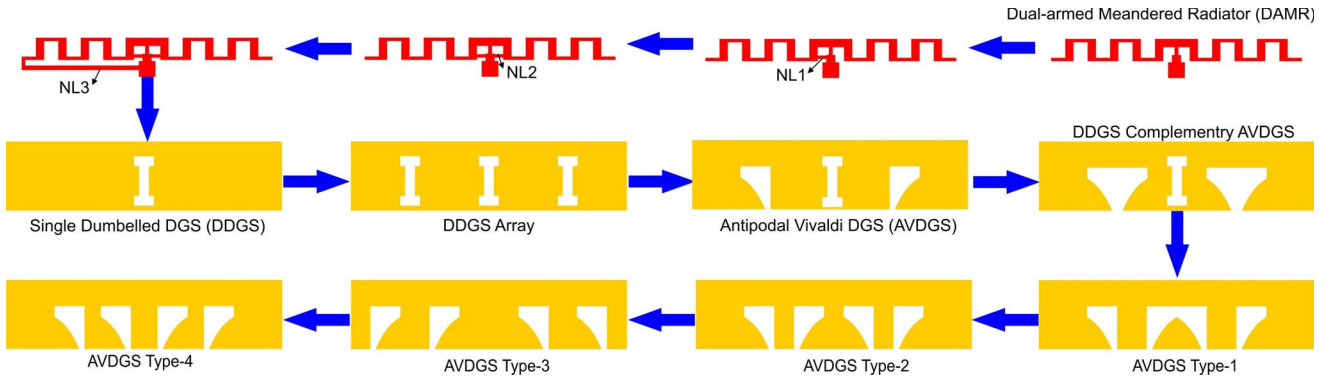 Dual-armed Meandered Radiator (DAMR)
NL3
NL2
NL1
DDGS Complementry AVDGS
Single Dumbelled DGS (DDGS)
DDGS Array
Antipodal Vivaldi DGS (AVDGS)
AVDGS Type-4
AVDGS Type-3
AVDGS Type-2
AVDGS Type-1